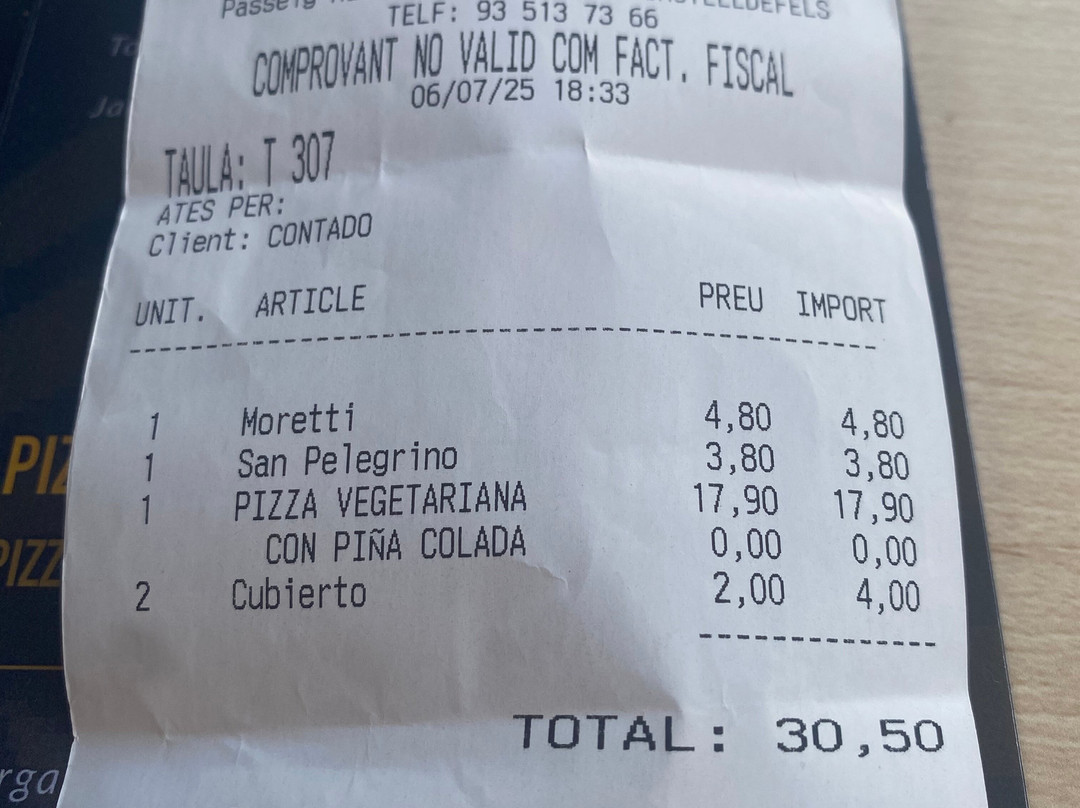 Passeig
TELF: 93 513 73 66
COMPROVANT NO VALID COM FACT. FISCAL
06/07/25 18:33
TAULA: T 307
ATES PER:
Client: CONTADO
UNIT. ARTICLE PREU IMPORT
1 Moretti 4,80 4,80
1 San Pelegrino 3,80 3,80
1 PIZZA VEGETARIANA 17,90 17,90
CON PIÑA COLADA 0,00 0,00
2 Cubierto 2,00 4,00
TOTAL: 30,50